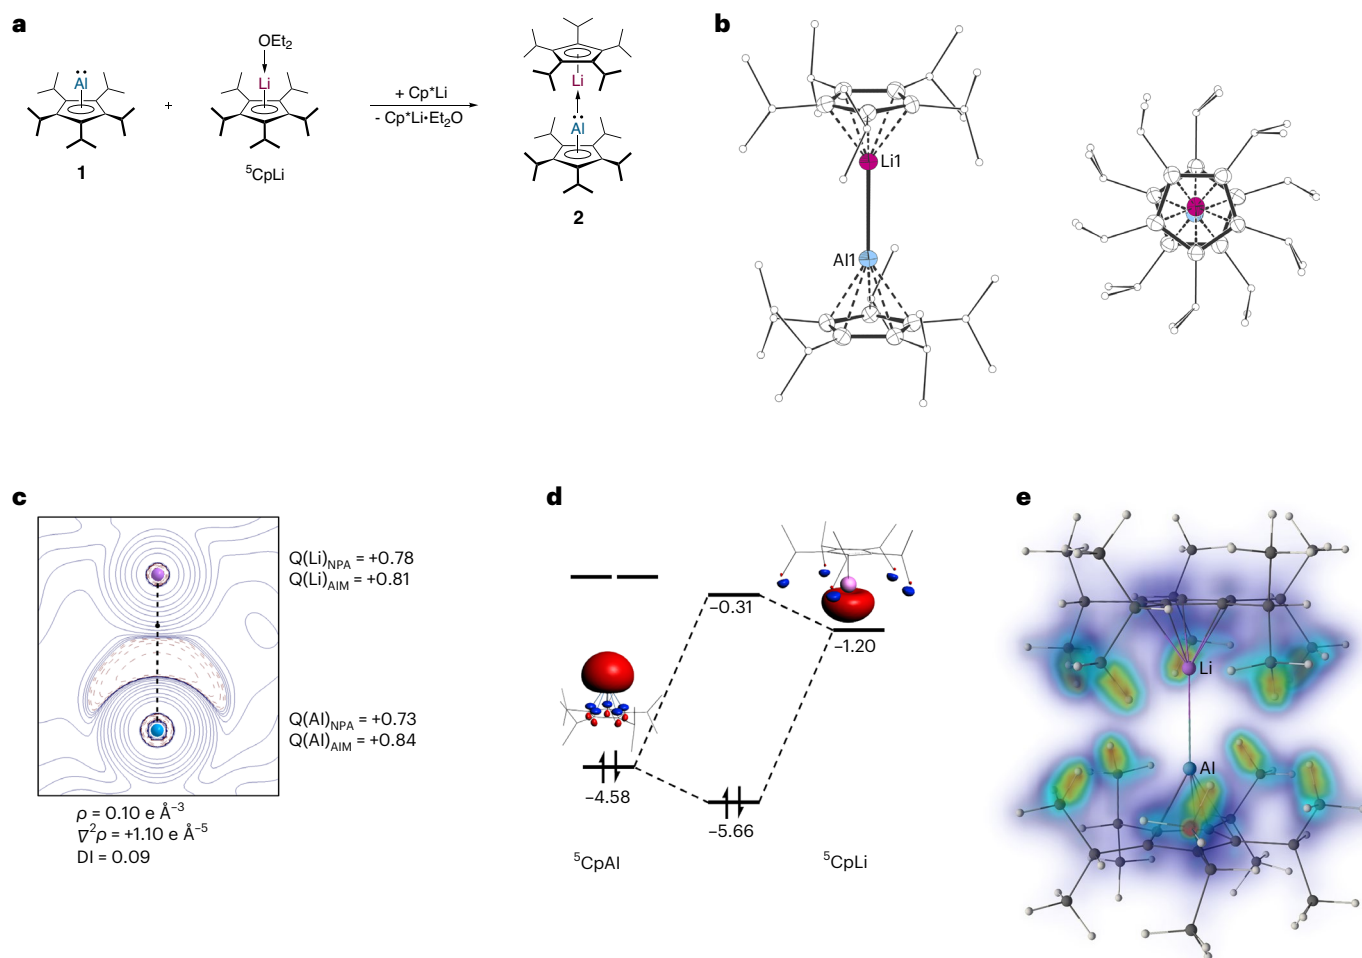 a
OEt₂
Al
Li
+
+ Cp*Li
- Cp*Li•Et₂O
Li
Al
1
⁵CpLi
2
b
Li1
Al1
c
Q(Li)NPA = +0.78
Q(Li)AIM = +0.81
Q(Al)NPA = +0.73
Q(Al)AIM = +0.84
ρ = 0.10 e Å⁻³
∇²ρ = +1.10 e Å⁻⁵
DI = 0.09
d
−0.31
−1.20
−4.58
−5.66
⁵CpAl
⁵CpLi
e
Li
Al